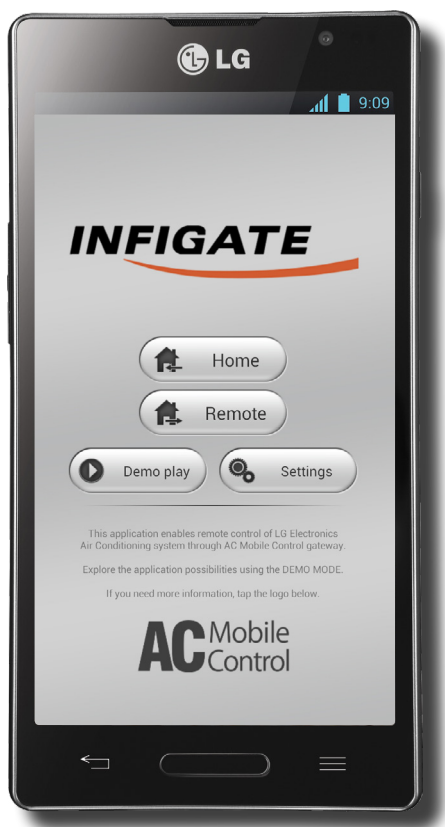 LG
9:09
INFIGATE
Home
Remote
Demo play
Settings
This application enables remote control of LG Electronics
Air Conditioning system through AC Mobile Control gateway.
Explore the application possibilities using the DEMO MODE.
If you need more information, tap the logo below.
AC Mobile
Control